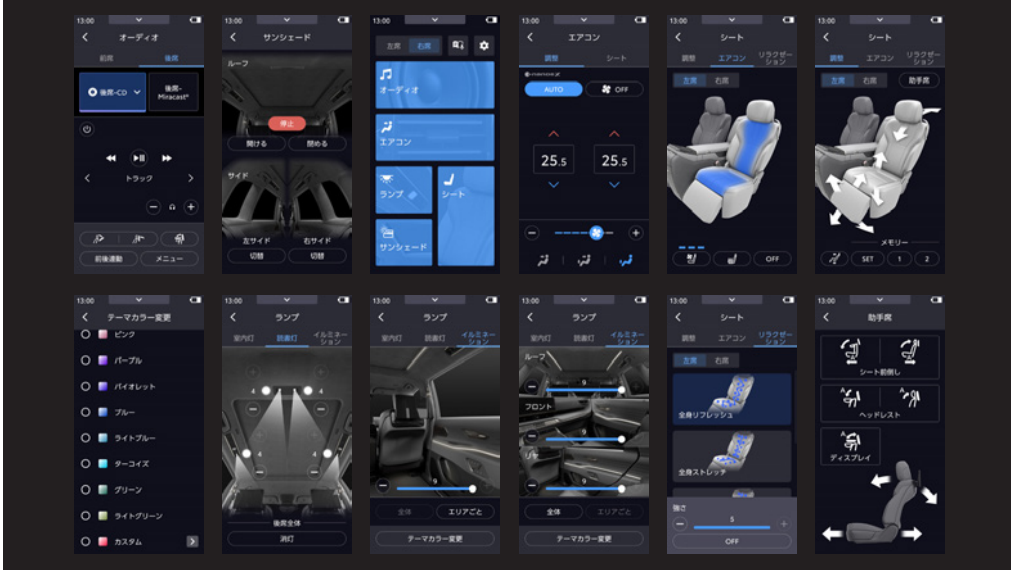 13:00
オーディオ
前席
後席
後席-CD
後席-
Miracast®
トラック
前後連動
メニュー
13:00
サンシェード
ルーフ
停止
開ける
閉める
サイド
左サイド
右サイド
切替
切替
13:00
左席
右席
オーディオ
エアコン
ランプ
シート
サンシェード
13:00
エアコン
調整
シート
nanoe X
AUTO
OFF
25.5
25.5
13:00
シート
調整
エアコン
リラクゼー
ション
左席
右席
OFF
13:00
シート
調整
エアコン
リラクゼー
ション
左席
右席
助手席
メモリー
SET
1
2
13:00
テーマカラー変更
ピンク
パープル
バイオレット
ブルー
ライトブルー
ターコイズ
グリーン
ライトグリーン
カスタム
13:00
ランプ
室内灯
読書灯
イルミネー
ション
4
4
4
4
後席全体
消灯
13:00
ランプ
室内灯
読書灯
イルミネー
ション
9
全体
エリアごと
テーマカラー変更
13:00
ランプ
室内灯
読書灯
イルミネー
ション
ルーフ
9
フロント
9
リヤ
9
全体
エリアごと
テーマカラー変更
13:00
シート
調整
エアコン
リラクゼー
ション
左席
右席
全身リフレッシュ
全身ストレッチ
強さ
5
OFF
13:00
助手席
シート前倒し
A
A
ヘッドレスト
A
ディスプレイ